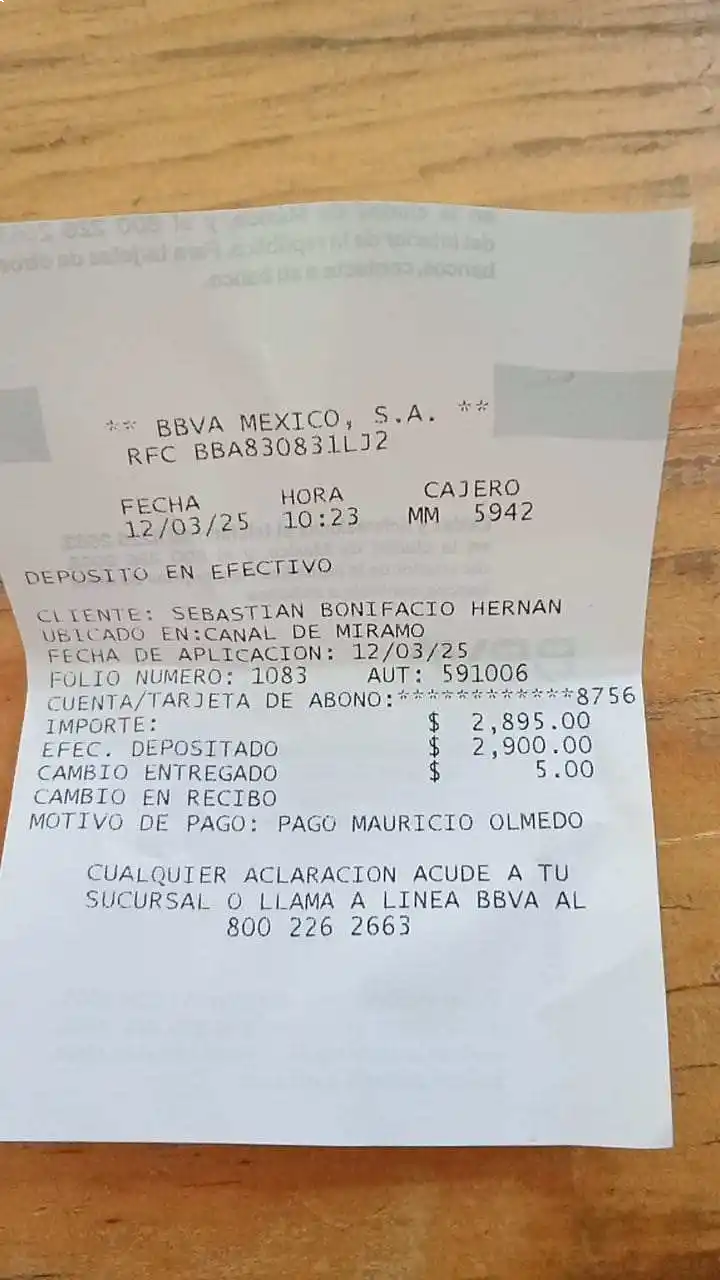 ** BBVA MEXICO, S.A. **
RFC BBA830831LJ2
FECHA HORA CAJERO
12/03/25 10:23 MM 5942
DEPOSITO EN EFECTIVO
CLIENTE: SEBASTIAN BONIFACIO HERNAN
UBICADO EN:CANAL DE MIRAMO
FECHA DE APLICACION: 12/03/25
FOLIO NUMERO: 1083 AUT: 591006
CUENTA/TARJETA DE ABONO:************8756
IMPORTE: $ 2,895.00
EFEC. DEPOSITADO $ 2,900.00
CAMBIO ENTREGADO $ 5.00
CAMBIO EN RECIBO
MOTIVO DE PAGO: PAGO MAURICIO OLMEDO
CUALQUIER ACLARACION ACUDE A TU
SUCURSAL O LLAMA A LINEA BBVA AL
800 226 2663